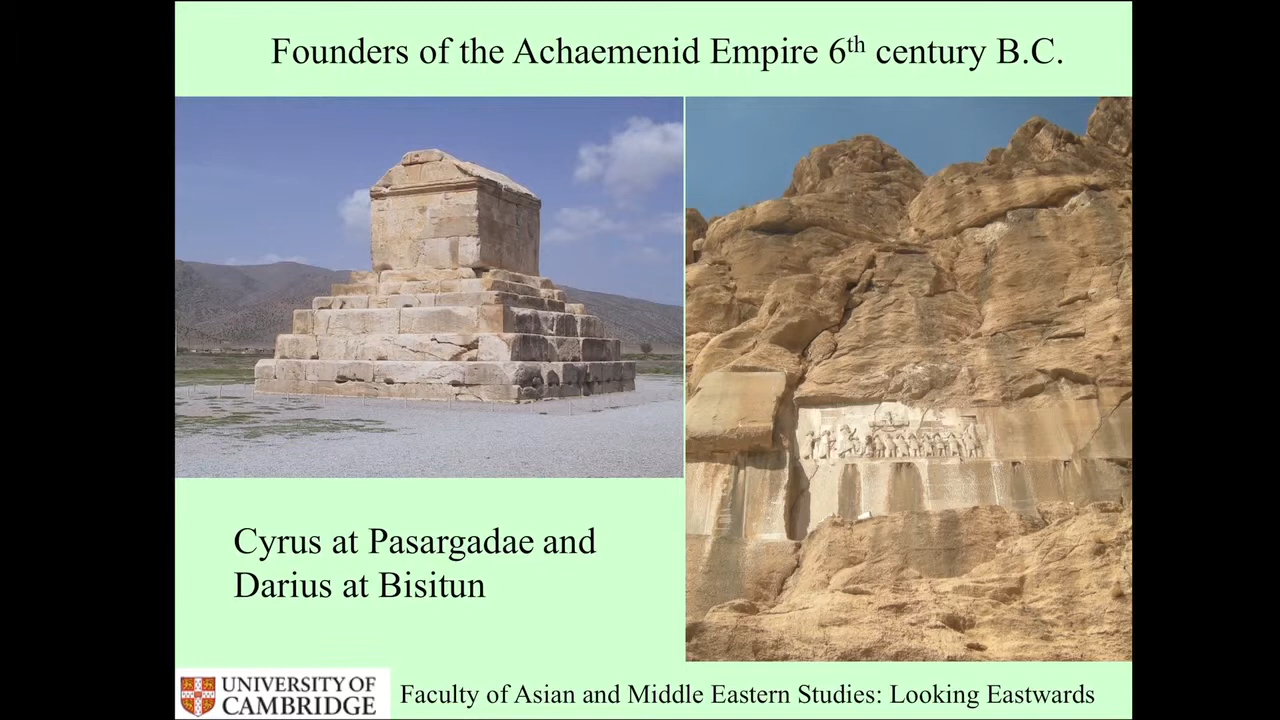 Founders of the Achaemenid Empire 6th century B.C.
Cyrus at Pasargadae and
Darius at Bisitun
UNIVERSITY OF
CAMBRIDGE
Faculty of Asian and Middle Eastern Studies: Looking Eastwards